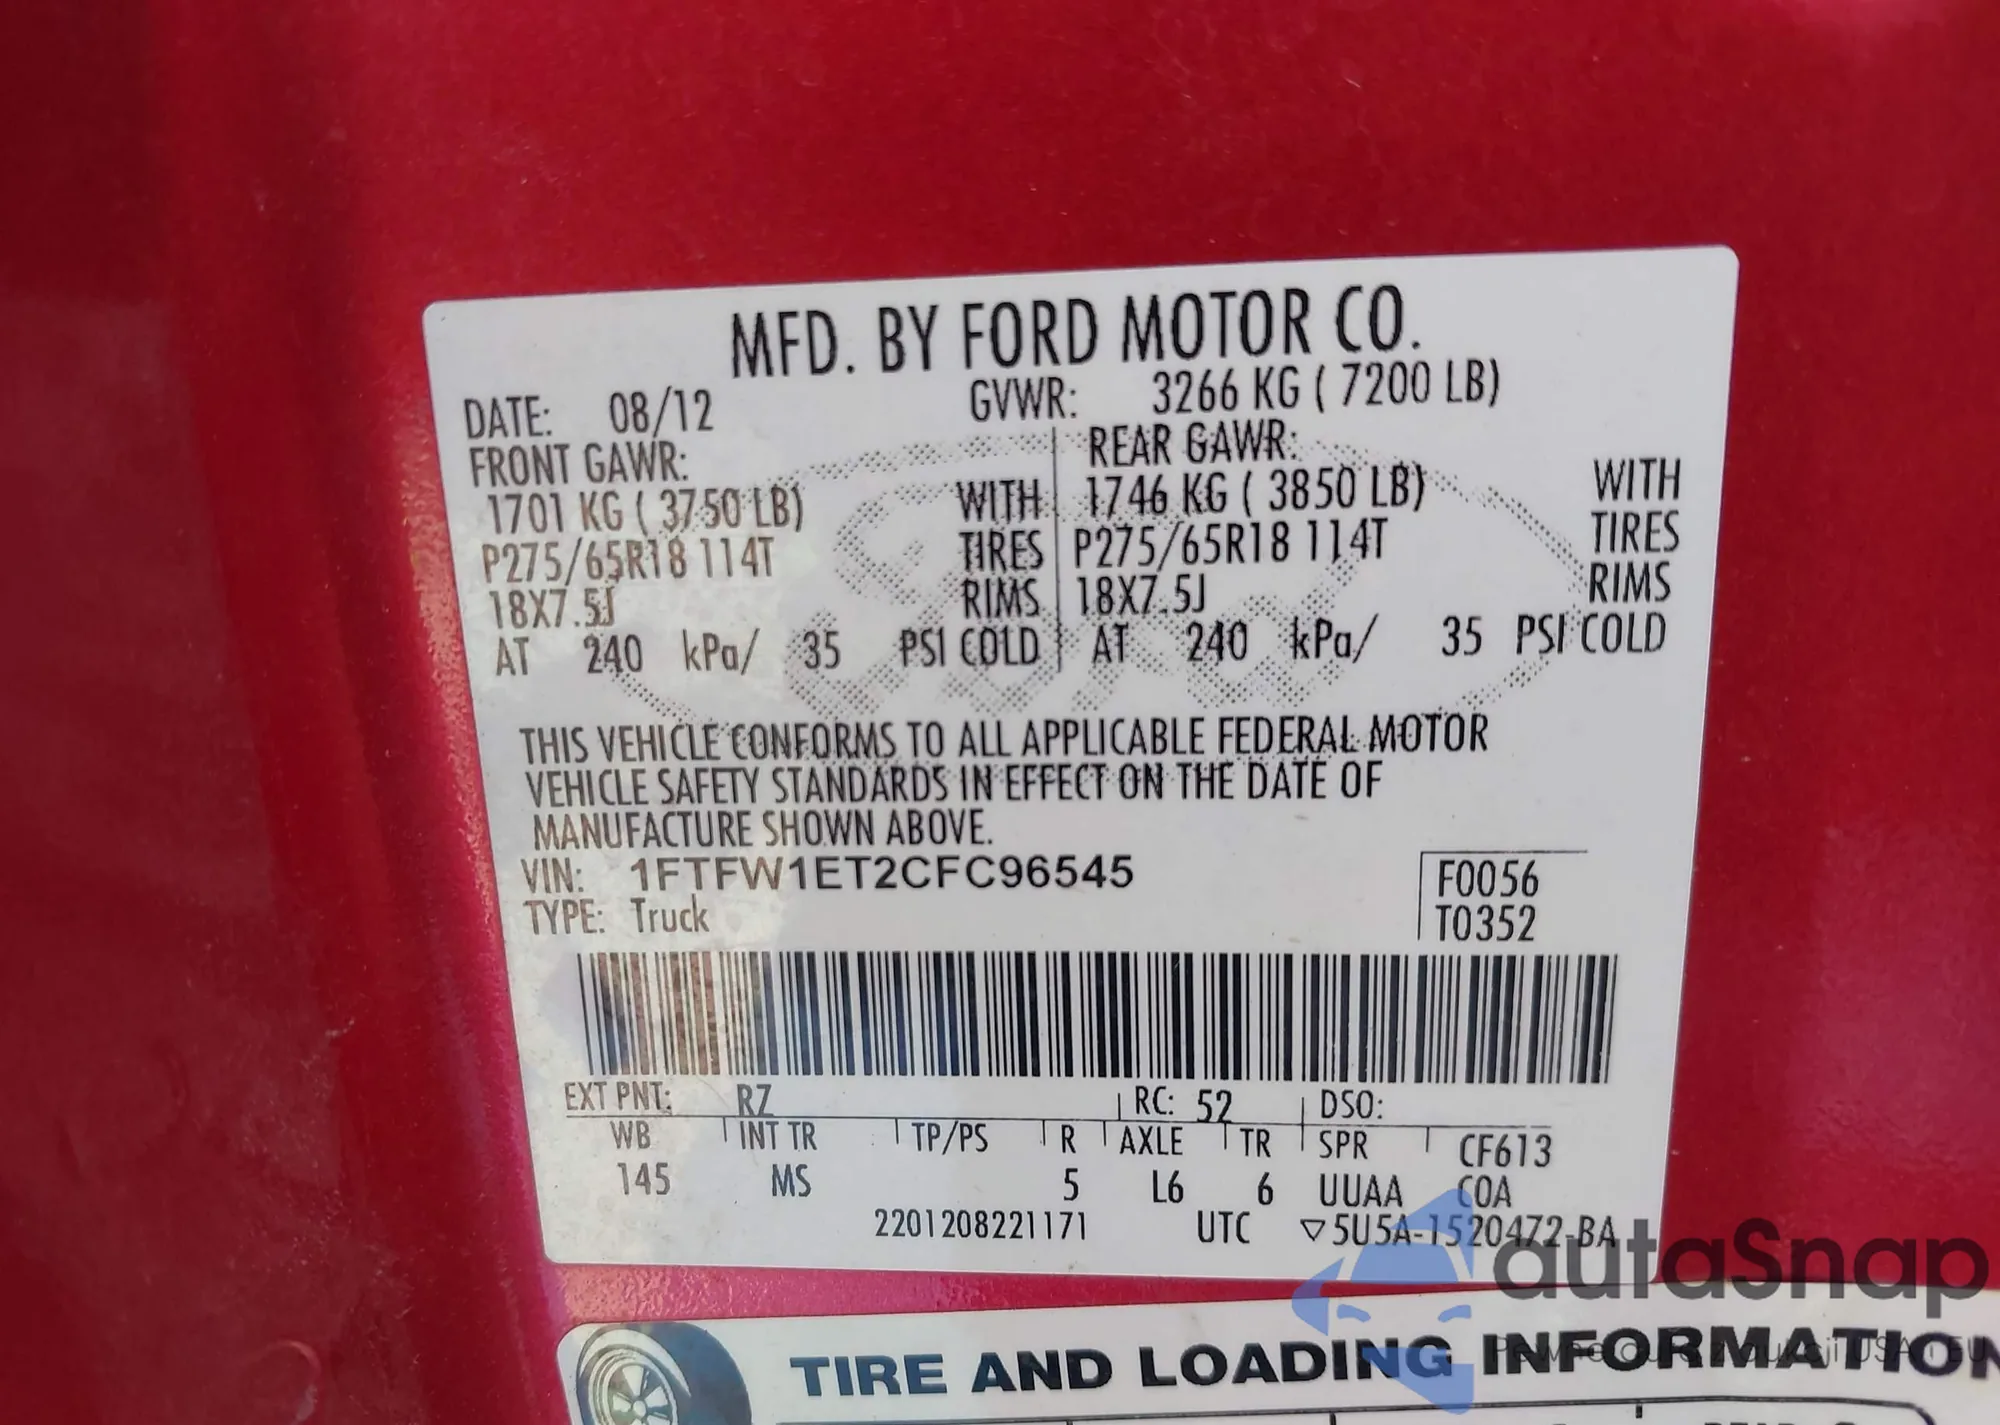 MFD. BY FORD MOTOR CO.
DATE: 08/12 GVWR: 3266 KG ( 7200 LB)
FRONT GAWR: REAR GAWR:
1701 KG ( 3750 LB) WITH 1746 KG ( 3850 LB) WITH
P275/65R18 114T TIRES P275/65R18 114T TIRES
18X7.5J RIMS 18X7.5J RIMS
AT 240 kPa/ 35 PSI COLD AT 240 kPa/ 35 PSI COLD
THIS VEHICLE CONFORMS TO ALL APPLICABLE FEDERAL MOTOR
VEHICLE SAFETY STANDARDS IN EFFECT ON THE DATE OF
MANUFACTURE SHOWN ABOVE.
VIN: 1FTFW1ET2CFC96545 F0056
TYPE: Truck T0352
EXT PNT: RZ RC: 52 DSO:
WB INT TR TP/PS R AXLE TR SPR CF613
145 MS 5 L6 6 UUAA COA
2201208221171 UTC ▽5U5A-1520472-BA
autaSnap
TIRE AND LOADING INFORMATION